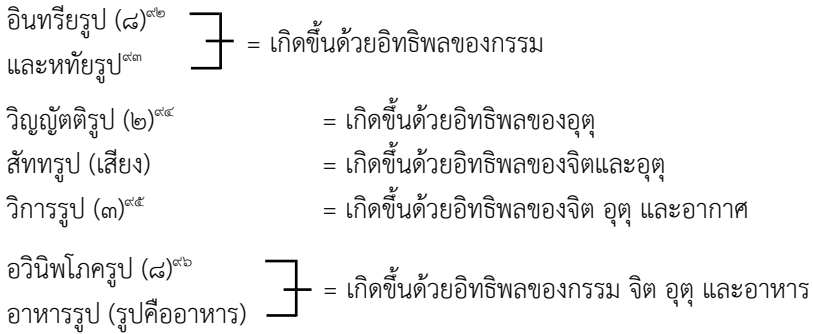 อินทรียรูป (๘)๙๒
และหทัยรูป๙๓
= เกิดขึ้นด้วยอิทธิพลของกรรม
วิญญัตติรูป (๒)๙๔ = เกิดขึ้นด้วยอิทธิพลของอุตุ
สัททรูป (เสียง) = เกิดขึ้นด้วยอิทธิพลของจิตและอุตุ
วิการรูป (๓)๙๕ = เกิดขึ้นด้วยอิทธิพลของจิต อุตุ และอากาศ
อวินิพโภครูป (๘)๙๖
อาหารรูป (รูปคืออาหาร)
= เกิดขึ้นด้วยอิทธิพลของกรรม จิต อุตุ และอาหาร